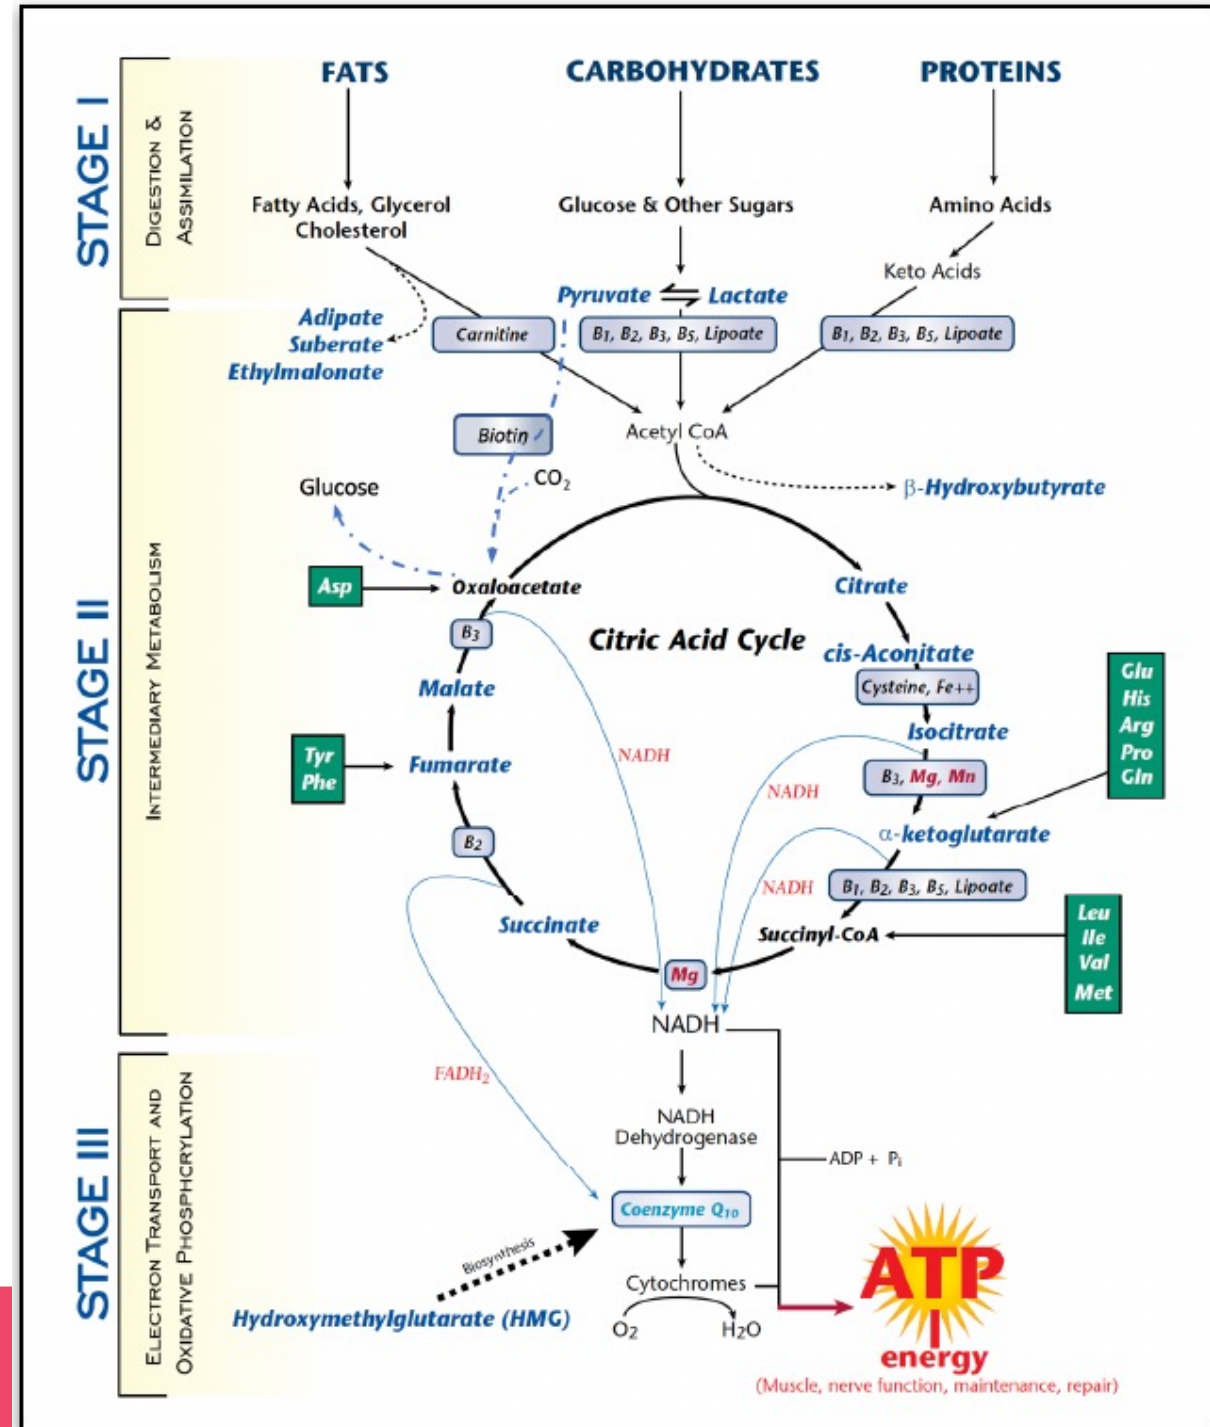 STAGE I
DIGESTION &
ASSIMILATION
FATS
CARBOHYDRATES
PROTEINS
Fatty Acids, Glycerol
Cholesterol
Glucose & Other Sugars
Amino Acids
Keto Acids
Pyruvate
Lactate
Adipate
Suberate
Ethylmalonate
Carnitine
B1, B2, B3, B5, Lipoate
B1, B2, B3, B5, Lipoate
STAGE II
INTERMEDIARY METABOLISM
Biotin
Acetyl CoA
CO2
Glucose
β-Hydroxybutyrate
Asp
Oxaloacetate
Citrate
B3
Citric Acid Cycle
cis-Aconitate
Cysteine, Fe++
Malate
Isocitrate
Glu
His
Arg
Pro
Gln
Tyr
Phe
Fumarate
NADH
NADH
B3, Mg, Mn
α-ketoglutarate
B2
NADH
B1, B2, B3, B5, Lipoate
Succinate
Succinyl-CoA
Leu
Ile
Val
Met
Mg
NADH
STAGE III
ELECTRON TRANSPORT AND
OXIDATIVE PHOSPHCRYLATION
FADH2
NADH
Dehydrogenase
ADP + Pi
Coenzyme Q10
Biosynthesis
Hydroxymethylglutarate (HMG)
Cytochromes
O2
H2O
ATP
energy
(Muscle, nerve function, maintenance, repair)